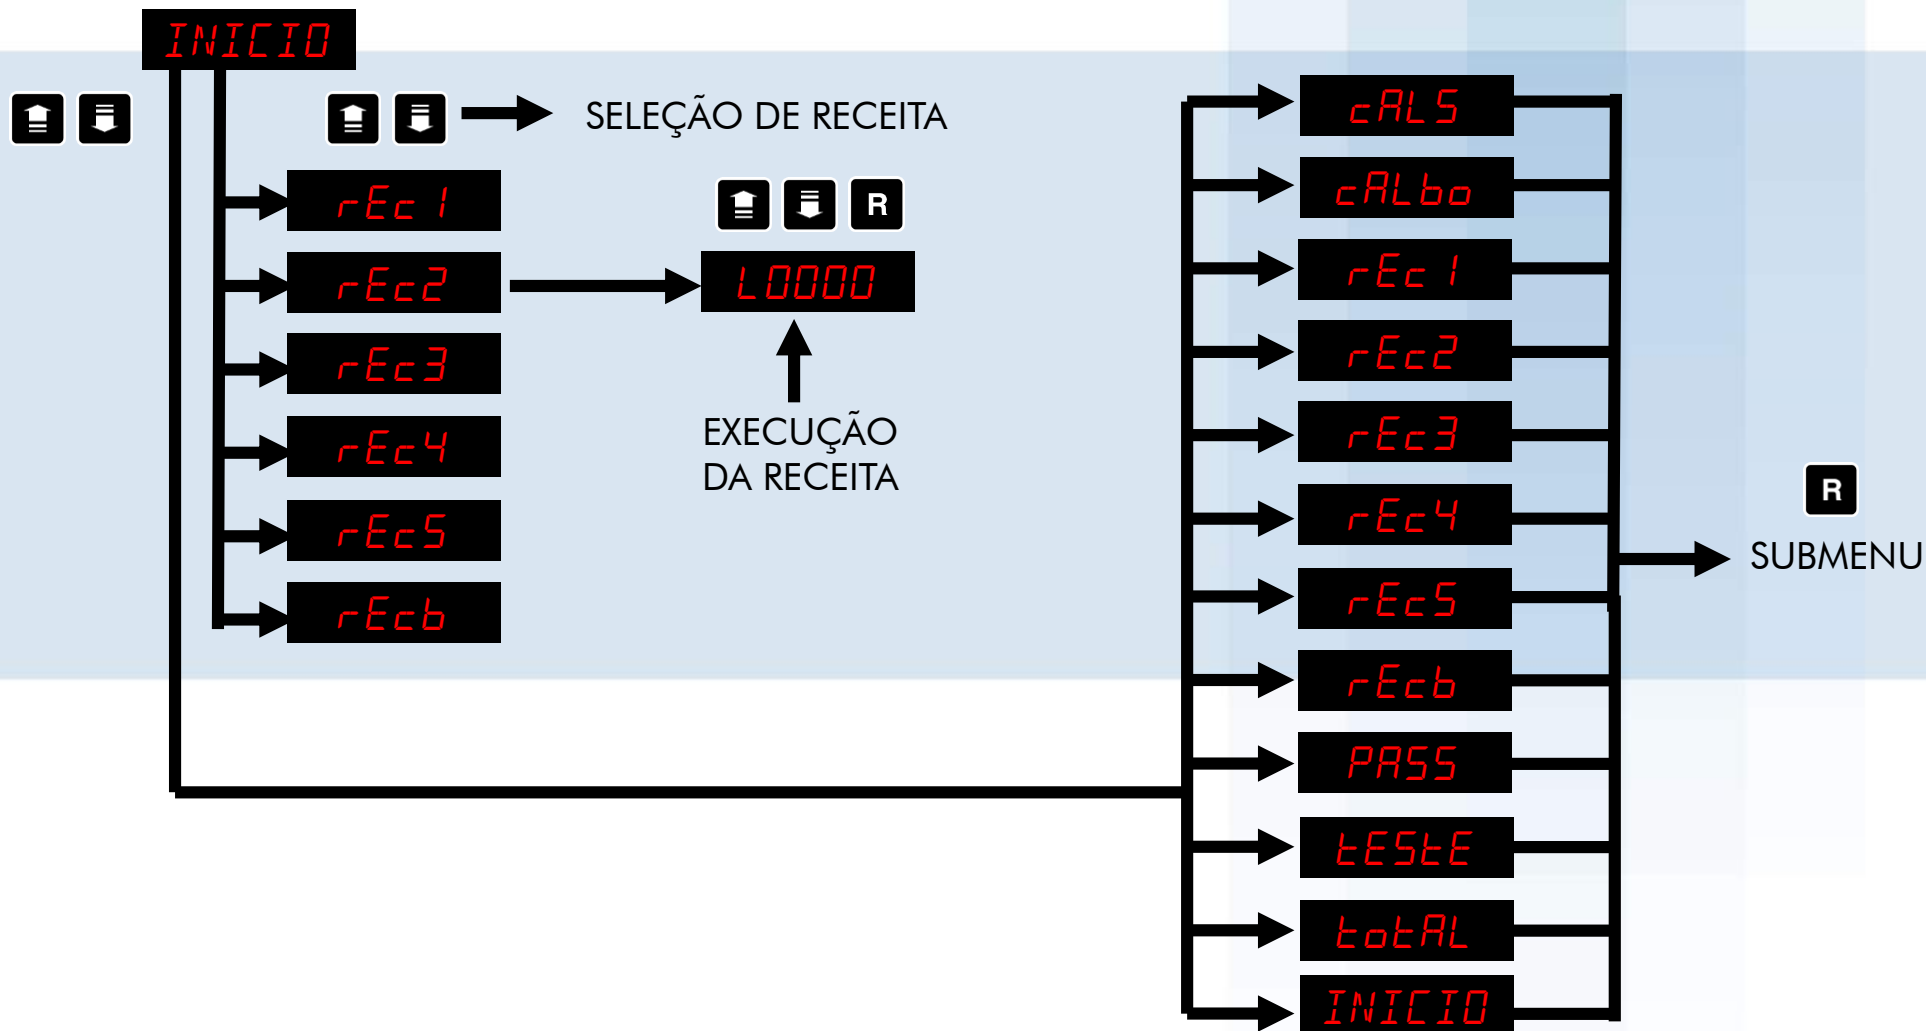 INICIO
SELEÇÃO DE RECEITA
rEc1
R
rEc2
L0000
rEc3
EXECUÇÃO
DA RECEITA
rEc4
rEc5
rEcb
cALS
cALbo
rEc1
rEc2
rEc3
rEc4
rEc5
rEcb
PASS
tEStE
totAL
INICIO
R
SUBMENU